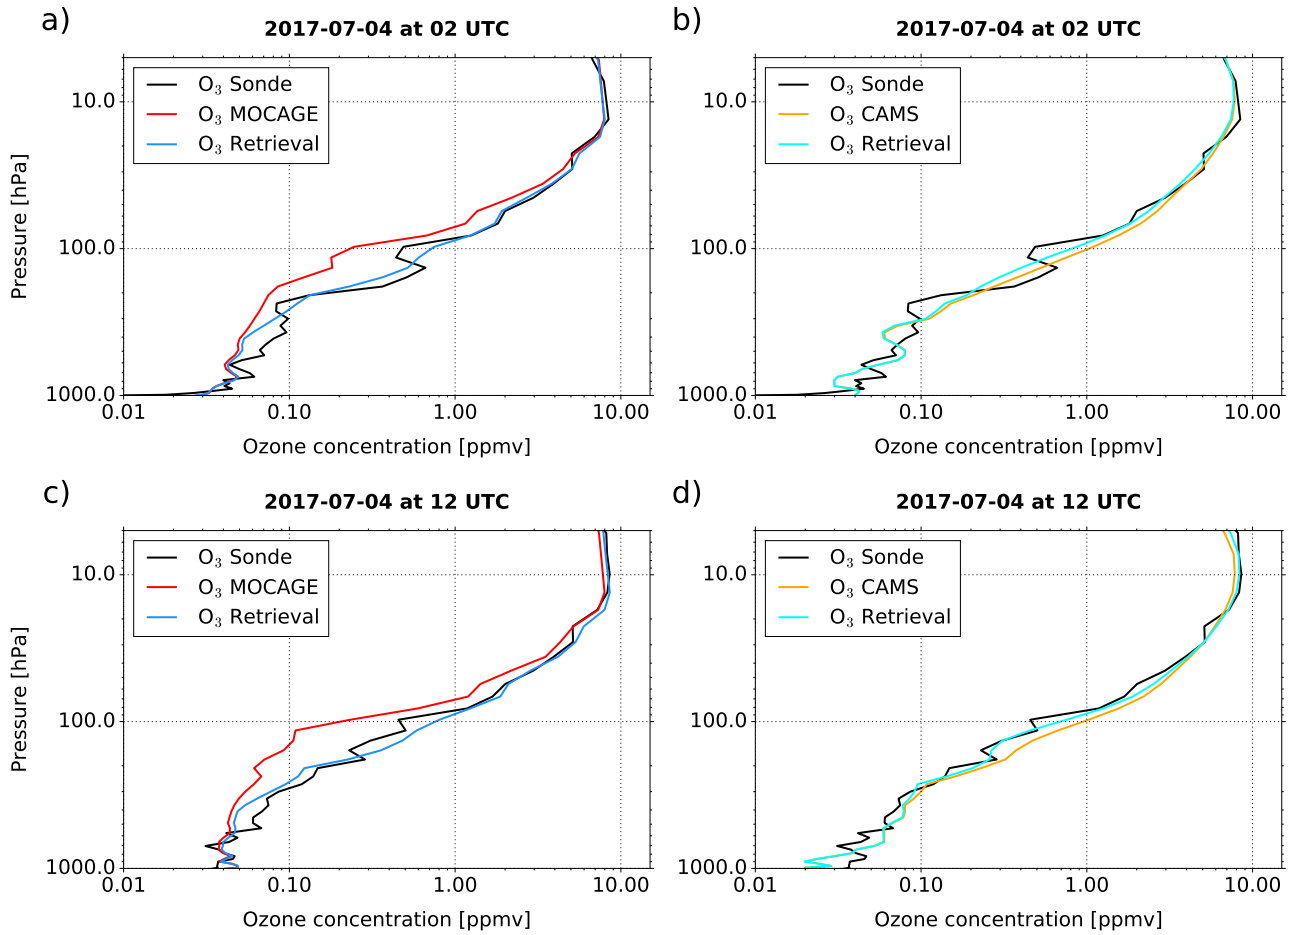 a)
2017-07-04 at 02 UTC
O3 Sonde
O3 MOCAGE
O3 Retrieval
10.0
100.0
1000.0
0.01
0.10
1.00
10.00
Pressure [hPa]
Ozone concentration [ppmv]
b)
2017-07-04 at 02 UTC
O3 Sonde
O3 CAMS
O3 Retrieval
10.0
100.0
1000.0
0.01
0.10
1.00
10.00
Ozone concentration [ppmv]
c)
2017-07-04 at 12 UTC
O3 Sonde
O3 MOCAGE
O3 Retrieval
10.0
100.0
1000.0
0.01
0.10
1.00
10.00
Pressure [hPa]
Ozone concentration [ppmv]
d)
2017-07-04 at 12 UTC
O3 Sonde
O3 CAMS
O3 Retrieval
10.0
100.0
1000.0
0.01
0.10
1.00
10.00
Ozone concentration [ppmv]